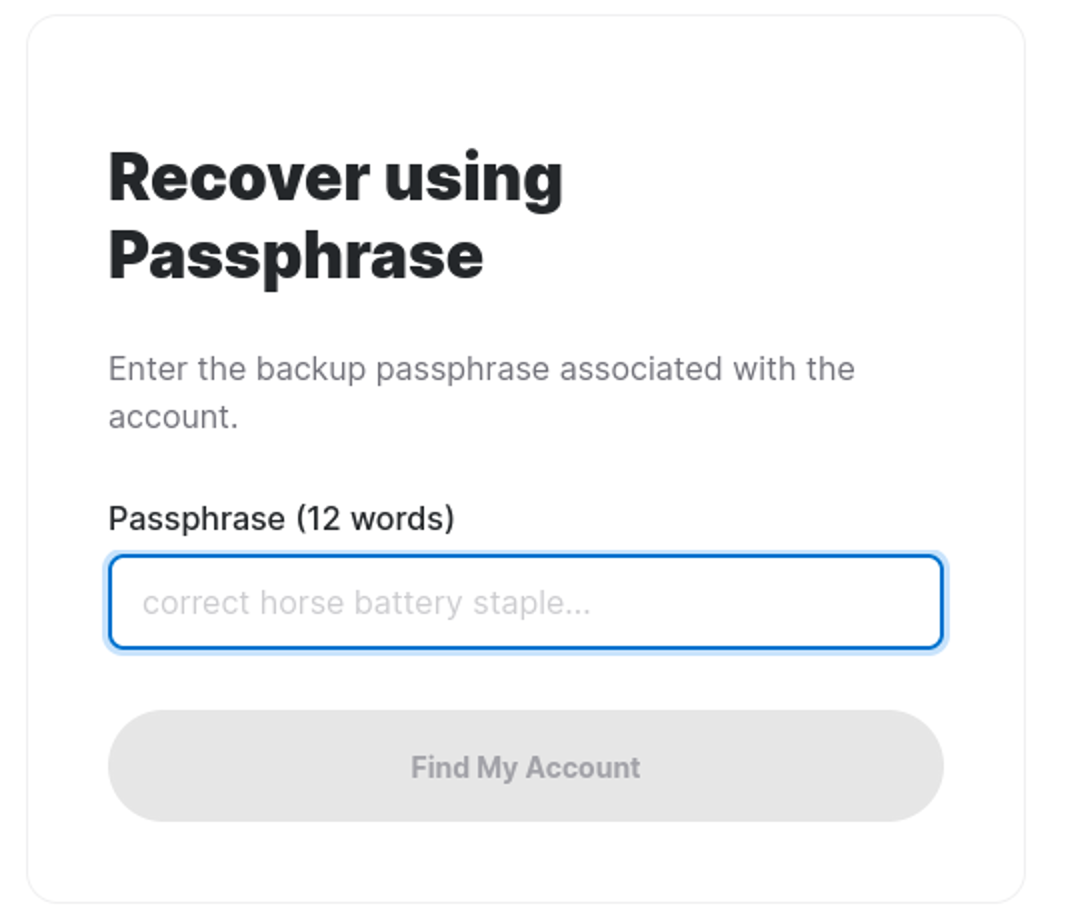 Recover using
Passphrase
Enter the backup passphrase associated with the
account.
Passphrase (12 words)
correct horse battery staple...
Find My Account